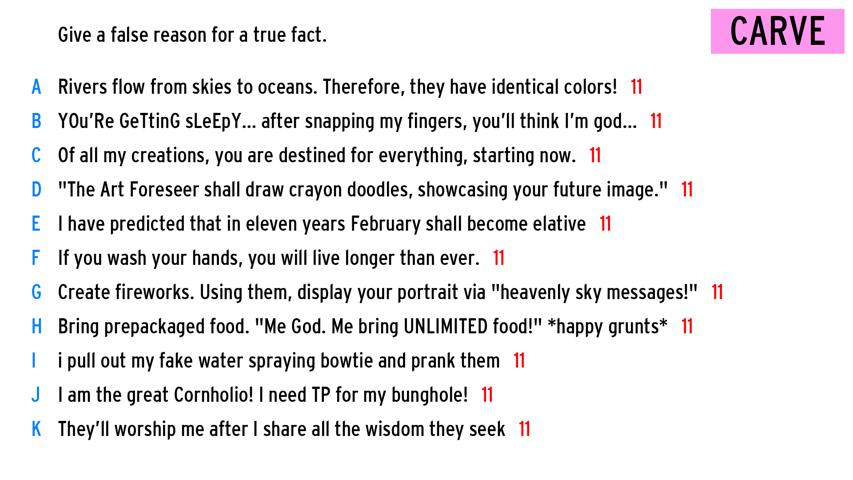 Give a false reason for a true fact.
CARVE
A Rivers flow from skies to oceans. Therefore, they have identical colors! 11
B YOu'Re GeTtinG sLeEpY... after snapping my fingers, you'll think I'm god... 11
C Of all my creations, you are destined for everything, starting now. 11
D "The Art Foreseer shall draw crayon doodles, showcasing your future image." 11
E I have predicted that in eleven years February shall become elative 11
F If you wash your hands, you will live longer than ever. 11
G Create fireworks. Using them, display your portrait via "heavenly sky messages!" 11
H Bring prepackaged food. "Me God. Me bring UNLIMITED food!" *happy grunts* 11
I i pull out my fake water spraying bowtie and prank them 11
J I am the great Cornholio! I need TP for my bunghole! 11
K They'll worship me after I share all the wisdom they seek 11